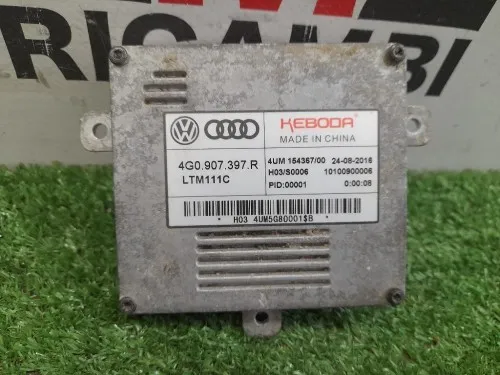 RICAMBI
KEBODA
MADE IN CHINA
4G0.907.397.R
LTM111C
4UM 154367/00 24-08-2016
H03/S0006 10100900006
PID:00001 0:00:08
* H03 4UM5G80001$B *